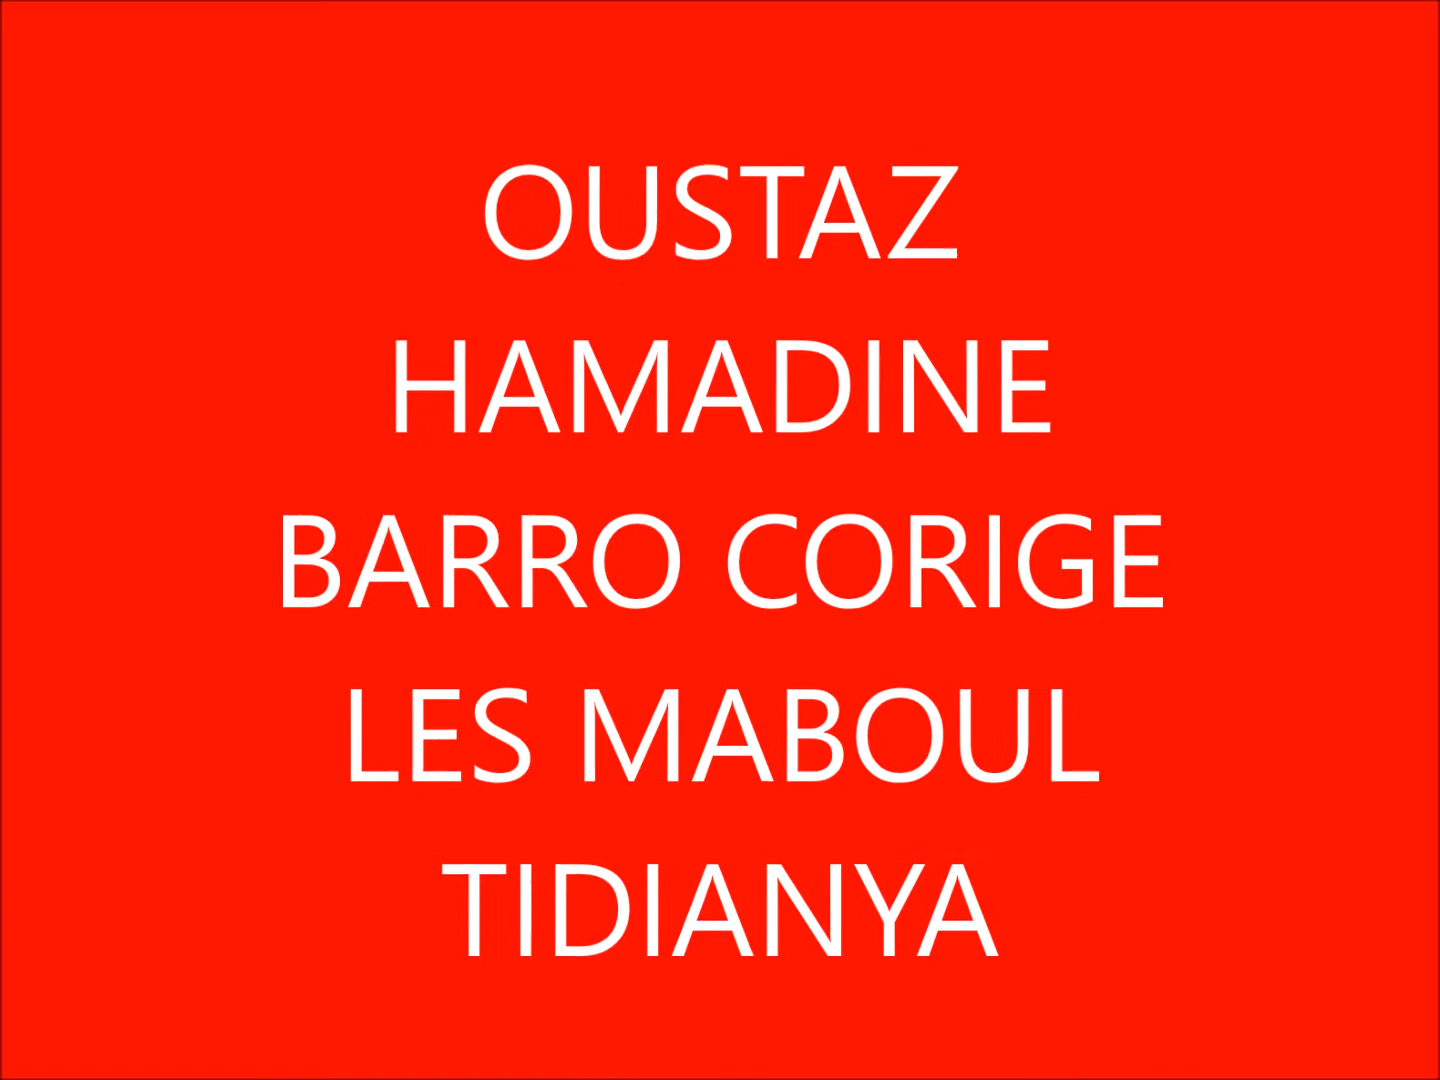 OUSTAZ
HAMADINE
BARRO CORIGE
LES MABOUL
TIDIANYA